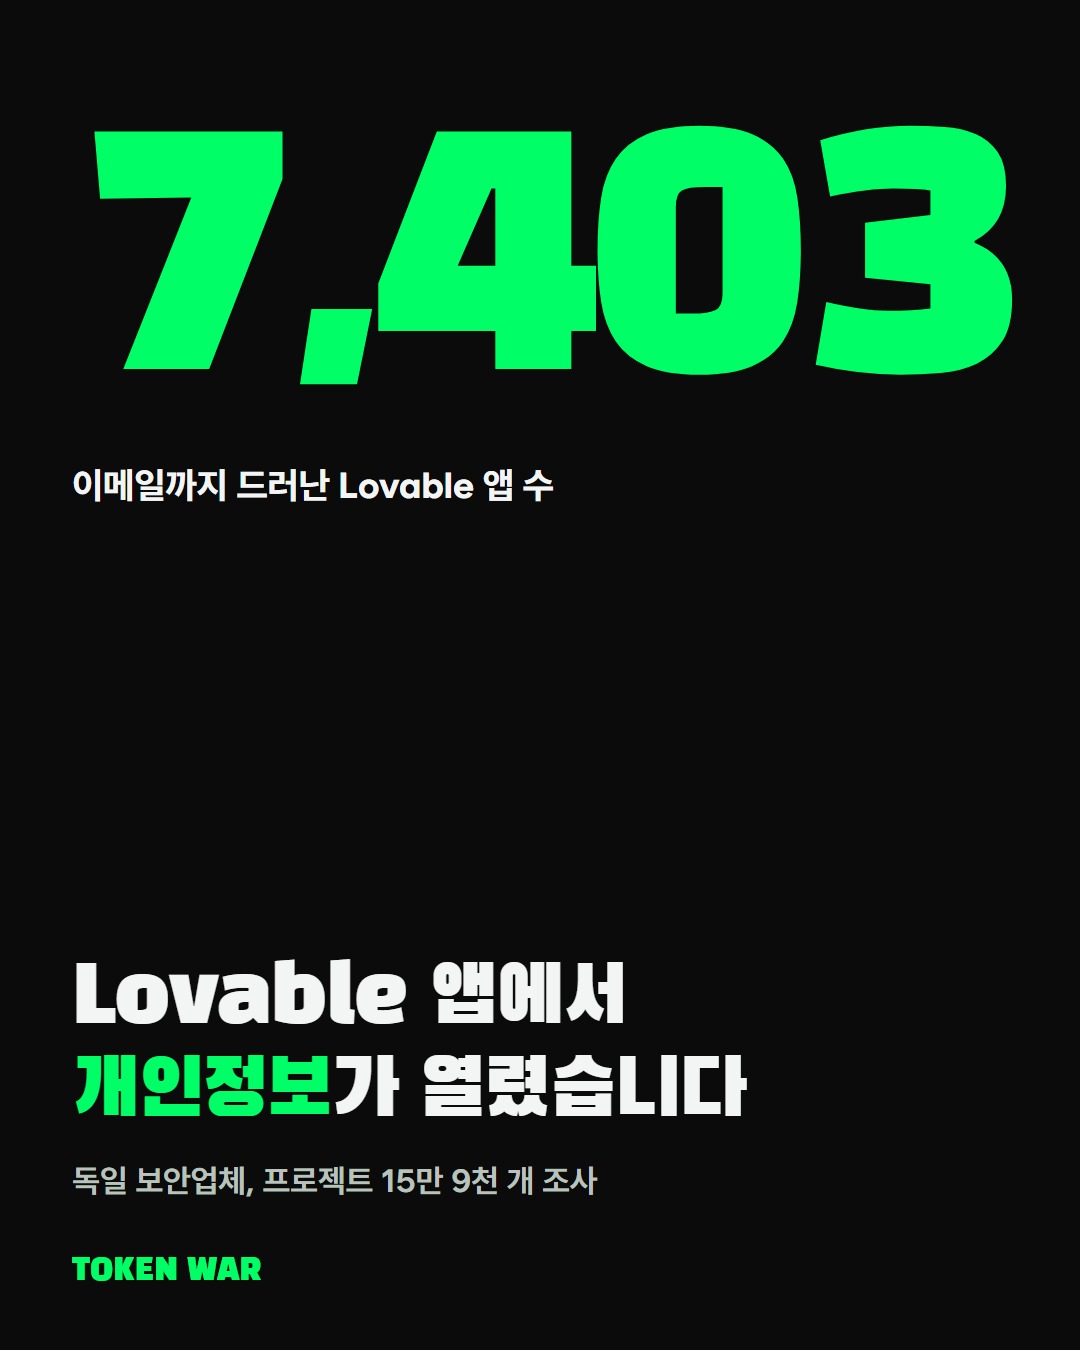 7,403
이메일까지 드러난 Lovable 앱 수
Lovable 앱에서
개인정보가 열렸습니다
독일 보안업체, 프로젝트 15만 9천 개 조사
TOKEN WAR